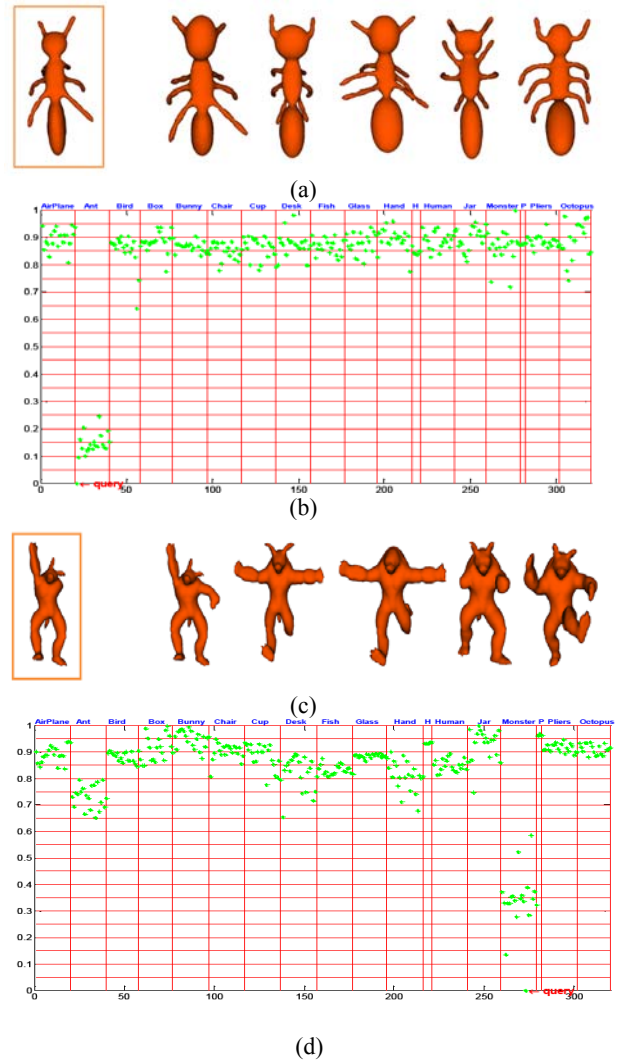 (a)
AirPlane Ant Bird Box Bunny Chair Cup Desk Fish Glass Hand H Human Jar Monster P Pliers Octopus
1
0.9
0.8
0.7
0.6
0.5
0.4
0.3
0.2
0.1
0
← query
0 50 100 150 200 250 300
(b)
(c)
AirPlane Ant Bird Box Bunny Chair Cup Desk Fish Glass Hand H Human Jar Monster P Pliers Octopus
1
0.9
0.8
0.7
0.6
0.5
0.4
0.3
0.2
0.1
0
← query
0 50 100 150 200 250 300
(d)